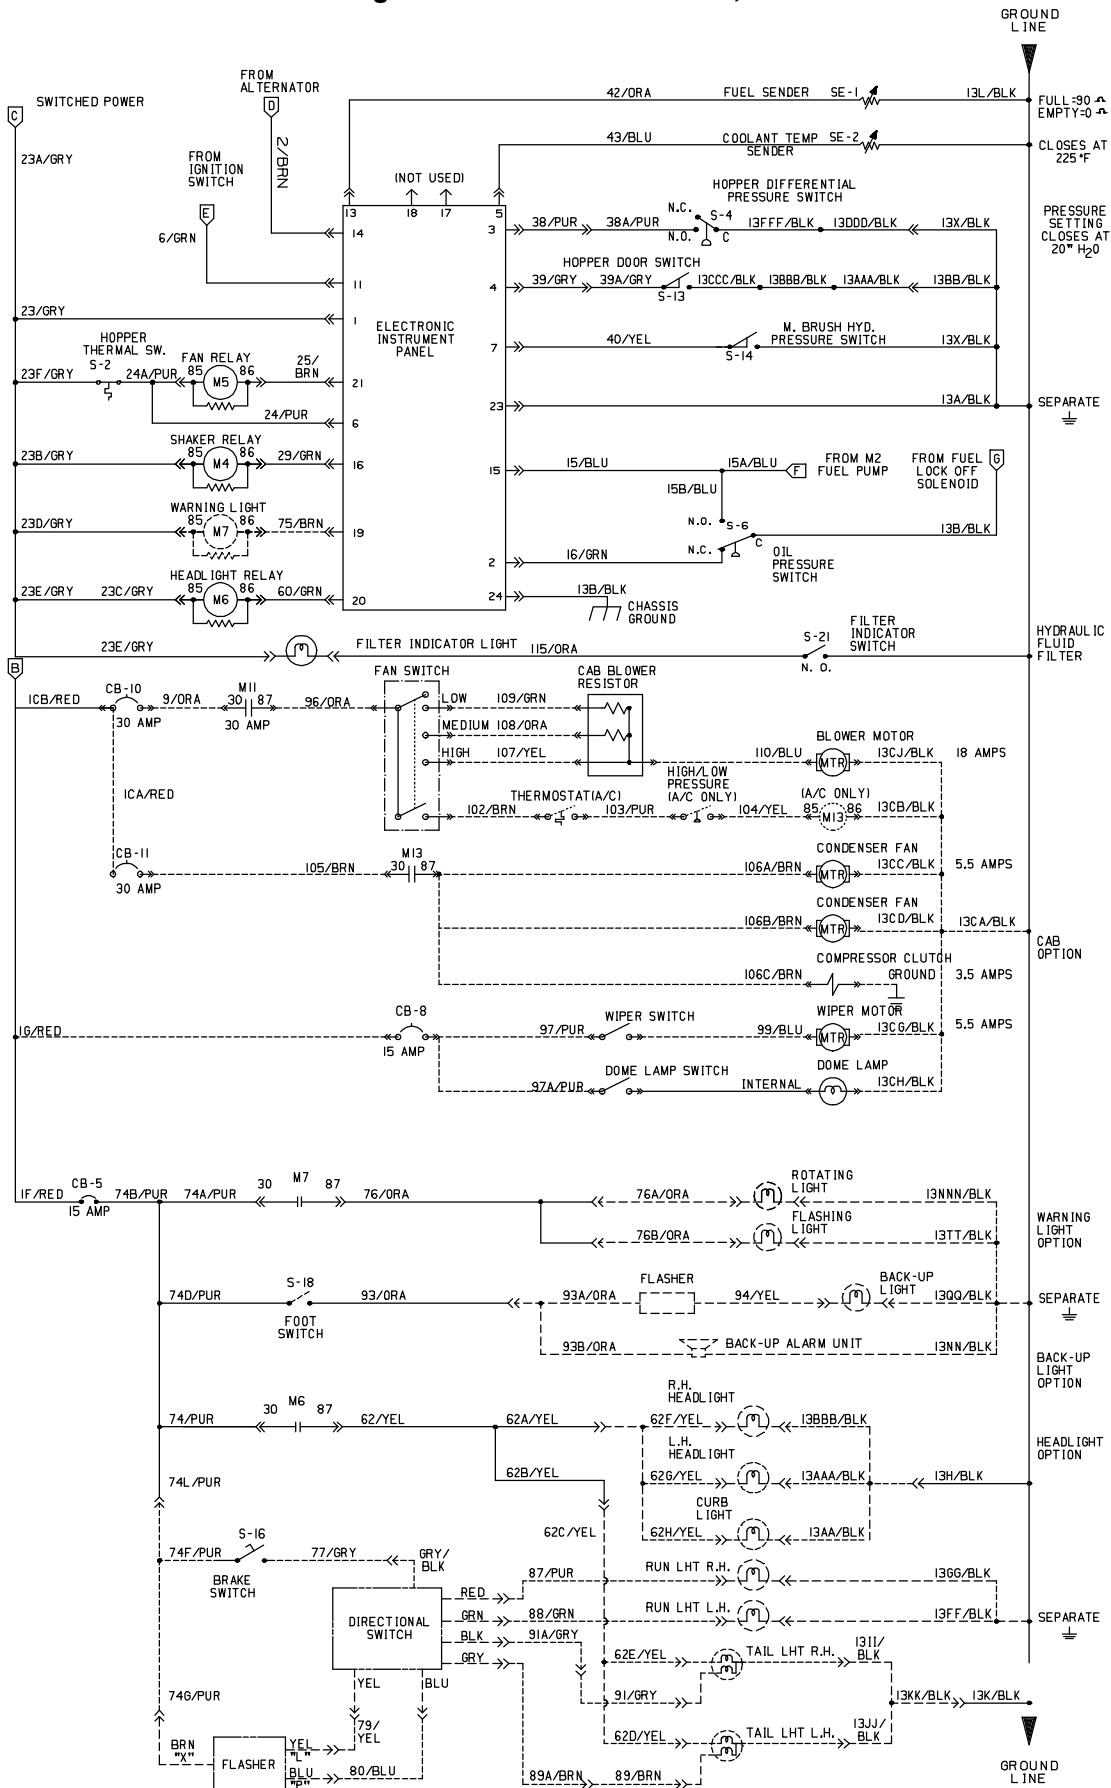 GROUND
LINE
FROM
ALTERNATOR
D
SWITCHED POWER
C
42/ORA
FUEL SENDER
SE-1
13L/BLK
FULL=90 Ω
EMPTY=0 Ω
23A/GRY
2/BRN
43/BLU
COOLANT TEMP
SENDER
SE-2
CLOSES AT
225°F
FROM
IGNITION
SWITCH
E
(NOT USED)
13
18
17
5
HOPPER DIFFERENTIAL
PRESSURE SWITCH
N.C.
S-4
N.O.
C
6/GRN
14
3
38/PUR
38A/PUR
13FFF/BLK
13DDD/BLK
13X/BLK
PRESSURE
SETTING
CLOSES AT
20" H2O
HOPPER DOOR SWITCH
11
4
39/GRY
39A/GRY
S-13
13CCC/BLK
13BBB/BLK
13AAA/BLK
13BB/BLK
23/GRY
1
ELECTRONIC
INSTRUMENT
PANEL
7
40/YEL
S-14
M. BRUSH HYD.
PRESSURE SWITCH
13X/BLK
HOPPER
THERMAL SW.
S-2
FAN RELAY
23F/GRY
24A/PUR
85
M5
86
25/
BRN
21
23
13A/BLK
SEPARATE
24/PUR
6
SHAKER RELAY
23B/GRY
85
M4
86
29/GRN
16
15
15/BLU
15A/BLU
F
FROM M2
FUEL PUMP
FROM FUEL
LOCK OFF
SOLENOID
G
15B/BLU
WARNING LIGHT
23D/GRY
85
M7
86
75/BRN
19
N.O.
S-6
C
13B/BLK
N.C.
OIL
PRESSURE
SWITCH
2
16/GRN
HEADLIGHT RELAY
23E/GRY
23C/GRY
85
M6
86
60/GRN
20
24
13B/BLK
CHASSIS
GROUND
23E/GRY
FILTER INDICATOR LIGHT
115/ORA
S-21
N. O.
FILTER
INDICATOR
SWITCH
HYDRAULIC
FLUID
FILTER
B
FAN SWITCH
CAB BLOWER
RESISTOR
1CB/RED
CB-10
30 AMP
9/ORA
M11
30
87
30 AMP
96/ORA
LOW
109/GRN
MEDIUM
108/ORA
HIGH
107/YEL
110/BLU
BLOWER MOTOR
MTR
13CJ/BLK
18 AMPS
1CA/RED
102/BRN
THERMOSTAT(A/C)
103/PUR
HIGH/LOW
PRESSURE
(A/C ONLY)
104/YEL
(A/C ONLY)
85
M13
86
13CB/BLK
CB-11
30 AMP
105/BRN
M13
30
87
106A/BRN
CONDENSER FAN
MTR
13CC/BLK
5.5 AMPS
106B/BRN
CONDENSER FAN
MTR
13CD/BLK
13CA/BLK
CAB
OPTION
106C/BRN
COMPRESSOR CLUTCH
GROUND
3.5 AMPS
1G/RED
CB-8
15 AMP
97/PUR
WIPER SWITCH
99/BLU
WIPER MOTOR
MTR
13CG/BLK
5.5 AMPS
97A/PUR
DOME LAMP SWITCH
INTERNAL
DOME LAMP
13CH/BLK
1F/RED
CB-5
15 AMP
74B/PUR
74A/PUR
30
M7
87
76/ORA
76A/ORA
ROTATING
LIGHT
13NNN/BLK
76B/ORA
FLASHING
LIGHT
13TT/BLK
WARNING
LIGHT
OPTION
74D/PUR
S-18
FOOT
SWITCH
93/ORA
93A/ORA
FLASHER
94/YEL
BACK-UP
LIGHT
13QQ/BLK
SEPARATE
93B/ORA
BACK-UP ALARM UNIT
13NN/BLK
BACK-UP
LIGHT
OPTION
74/PUR
30
M6
87
62/YEL
62A/YEL
62F/YEL
R.H.
HEADLIGHT
13BBB/BLK
HEADLIGHT
OPTION
74L/PUR
62B/YEL
62G/YEL
L.H.
HEADLIGHT
13AAA/BLK
13H/BLK
62C/YEL
62H/YEL
CURB
LIGHT
13AA/BLK
74F/PUR
S-16
BRAKE
SWITCH
77/GRY
GRY/
BLK
87/PUR
RUN LHT R.H.
13GG/BLK
DIRECTIONAL
SWITCH
RED
GRN
88/GRN
RUN LHT L.H.
13FF/BLK
SEPARATE
BLK
91A/GRY
GRY
62E/YEL
TAIL LHT R.H.
13II/
BLK
YEL
BLU
91/GRY
13KK/BLK
13K/BLK
74G/PUR
79/
YEL
62D/YEL
TAIL LHT L.H.
13JJ/
BLK
BRN
"X"
FLASHER
YEL
"L"
BLU
"P"
80/BLU
89A/BRN
89/BRN
GROUND
LINE